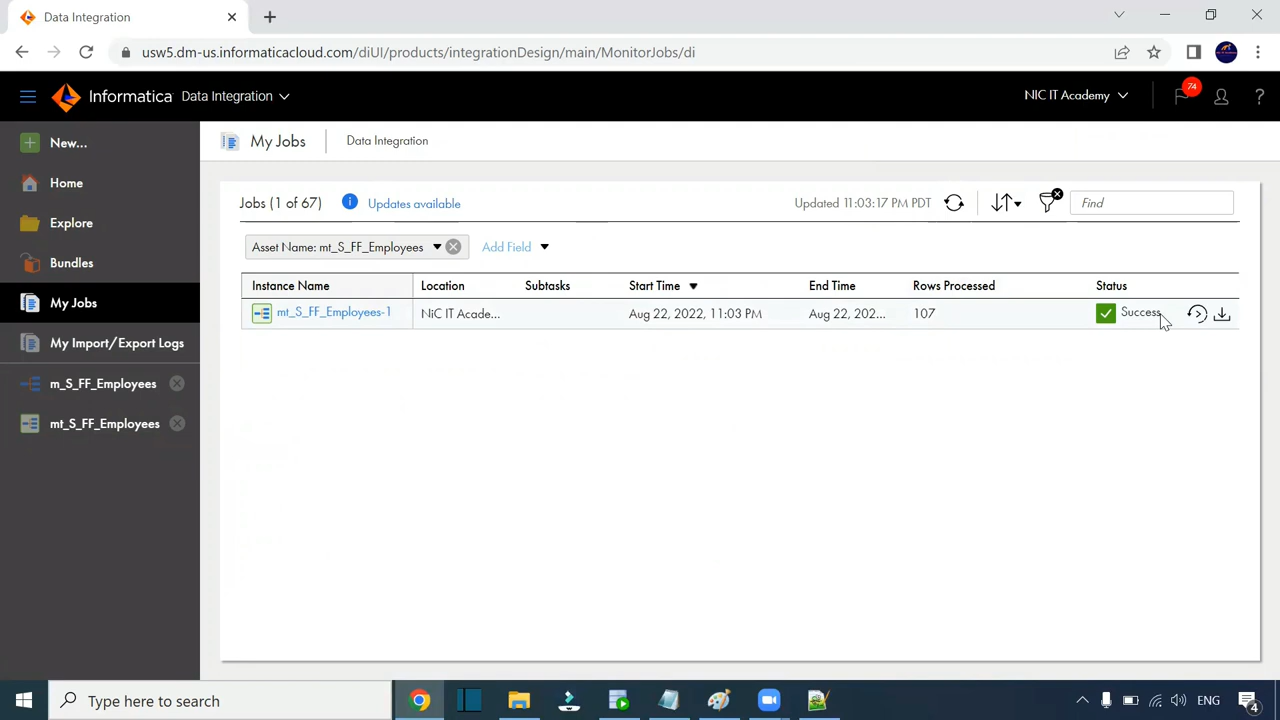 Data Integration
usw5.dm-us.informaticacloud.com/diUI/products/integrationDesign/main/MonitorJobs/di
Informatica Data Integration
NIC IT Academy
74
?
New...
Home
Explore
Bundles
My Jobs
My Import/Export Logs
m_S_FF_Employees
mt_S_FF_Employees
My Jobs
Data Integration
Jobs (1 of 67)
Updates available
Updated 11:03:17 PM PDT
Find
Asset Name: mt_S_FF_Employees
Add Field
Instance Name Location Subtasks Start Time End Time Rows Processed Status
mt_S_FF_Employees-1 NiC IT Acade... Aug 22, 2022, 11:03 PM Aug 22, 202... 107 Success
Type here to search
ENG
4